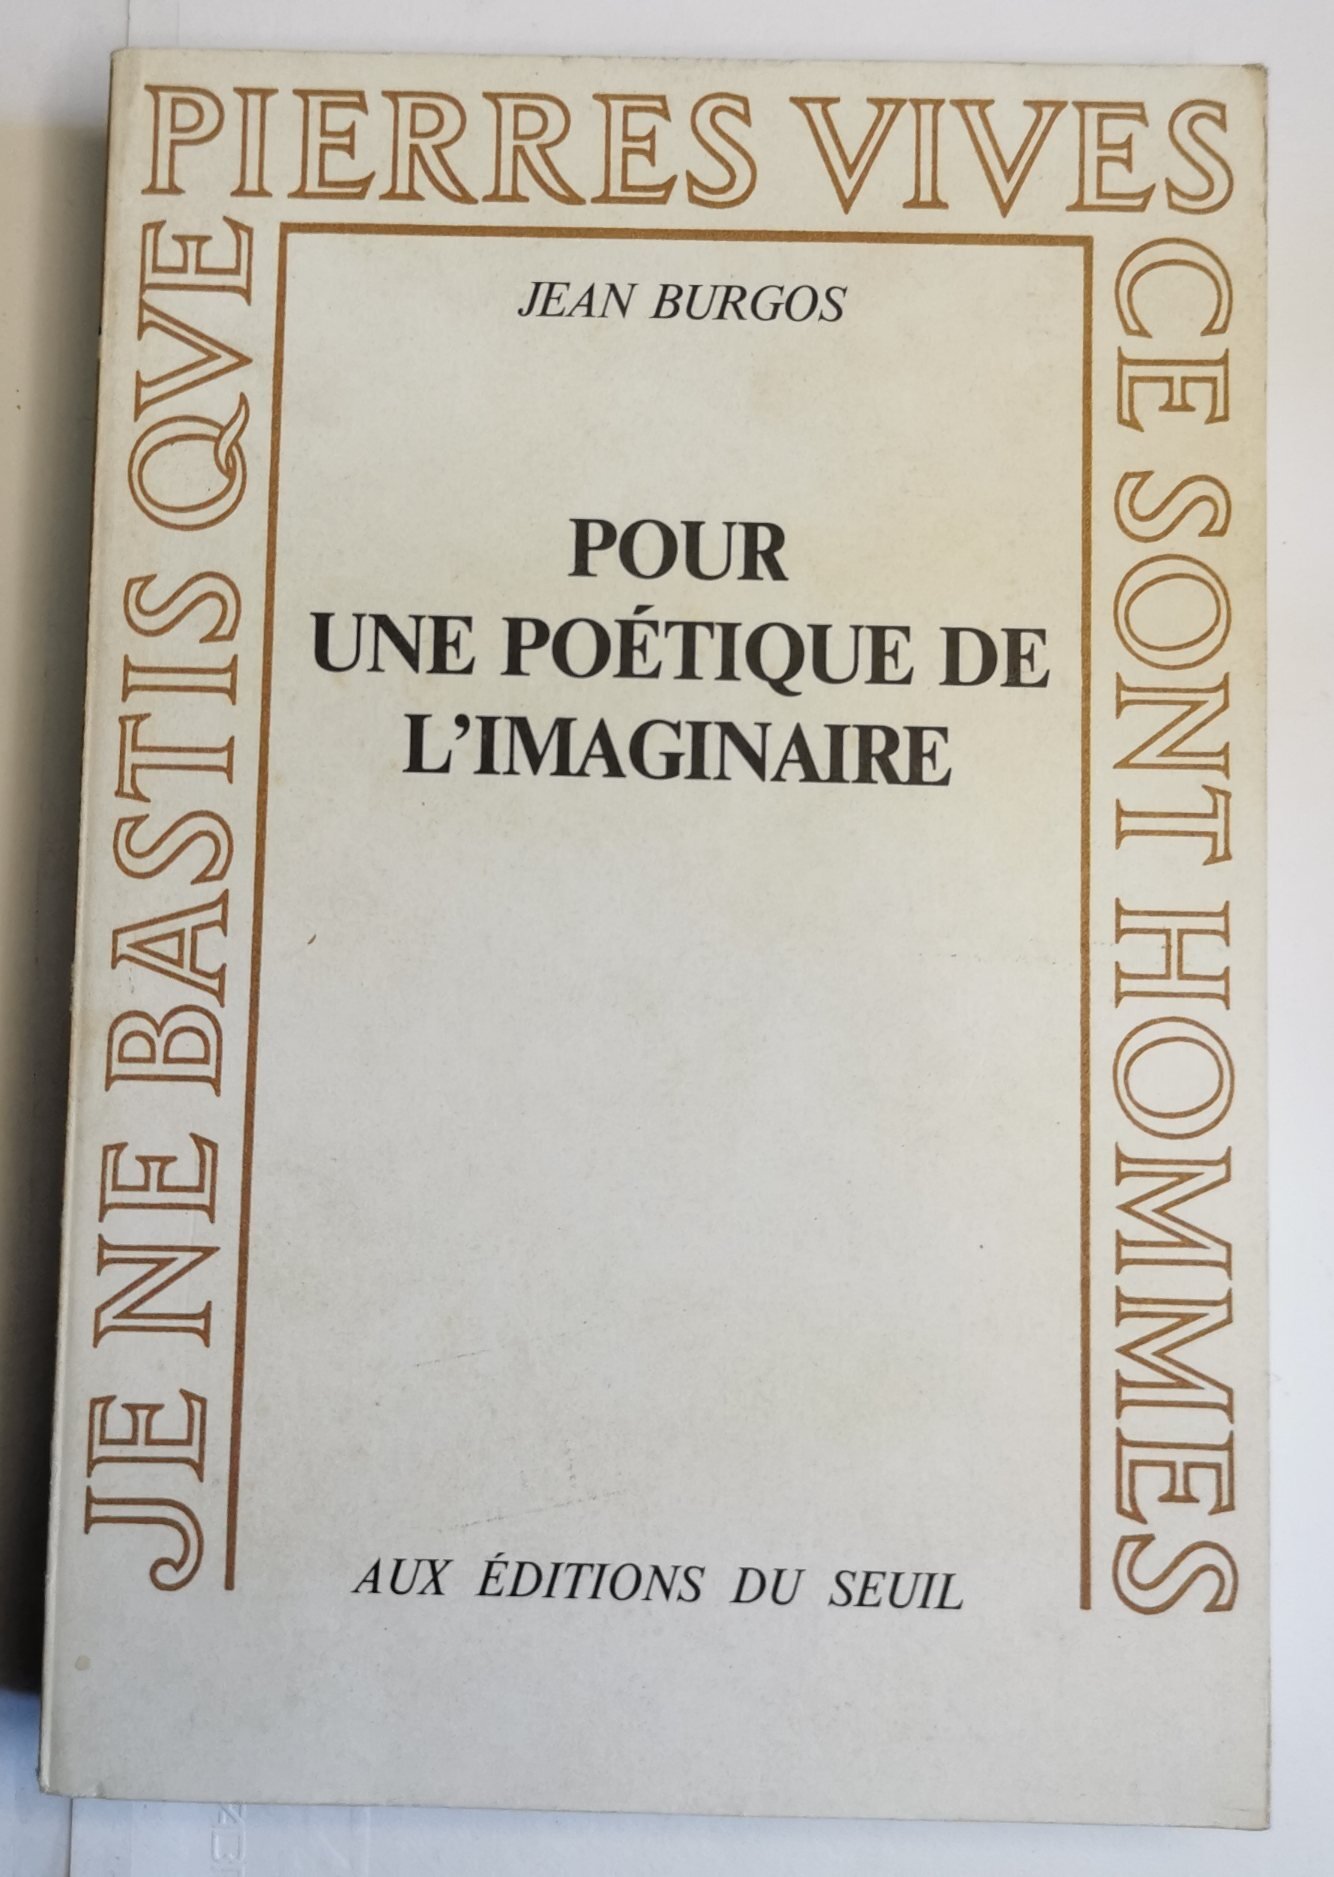 JE NE BASTIS QVE
PIERRES VIVES
CE SONT HOMMES
JEAN BURGOS
POUR
UNE POÉTIQUE DE
L'IMAGINAIRE
AUX ÉDITIONS DU SEUIL